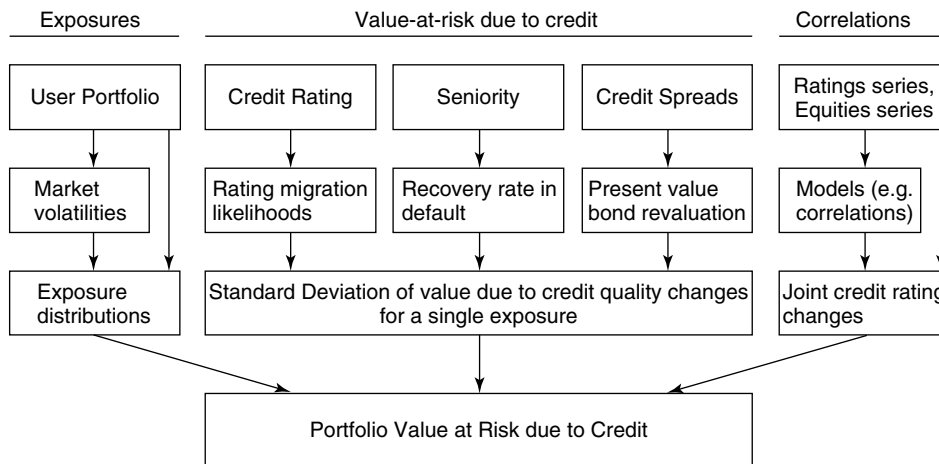 Exposures
Value-at-risk due to credit
Correlations
User Portfolio
Credit Rating
Seniority
Credit Spreads
Ratings series,
Equities series
Market
volatilities
Rating migration
likelihoods
Recovery rate in
default
Present value
bond revaluation
Models (e.g.
correlations)
Exposure
distributions
Standard Deviation of value due to credit quality changes
for a single exposure
Joint credit rating
changes
Portfolio Value at Risk due to Credit